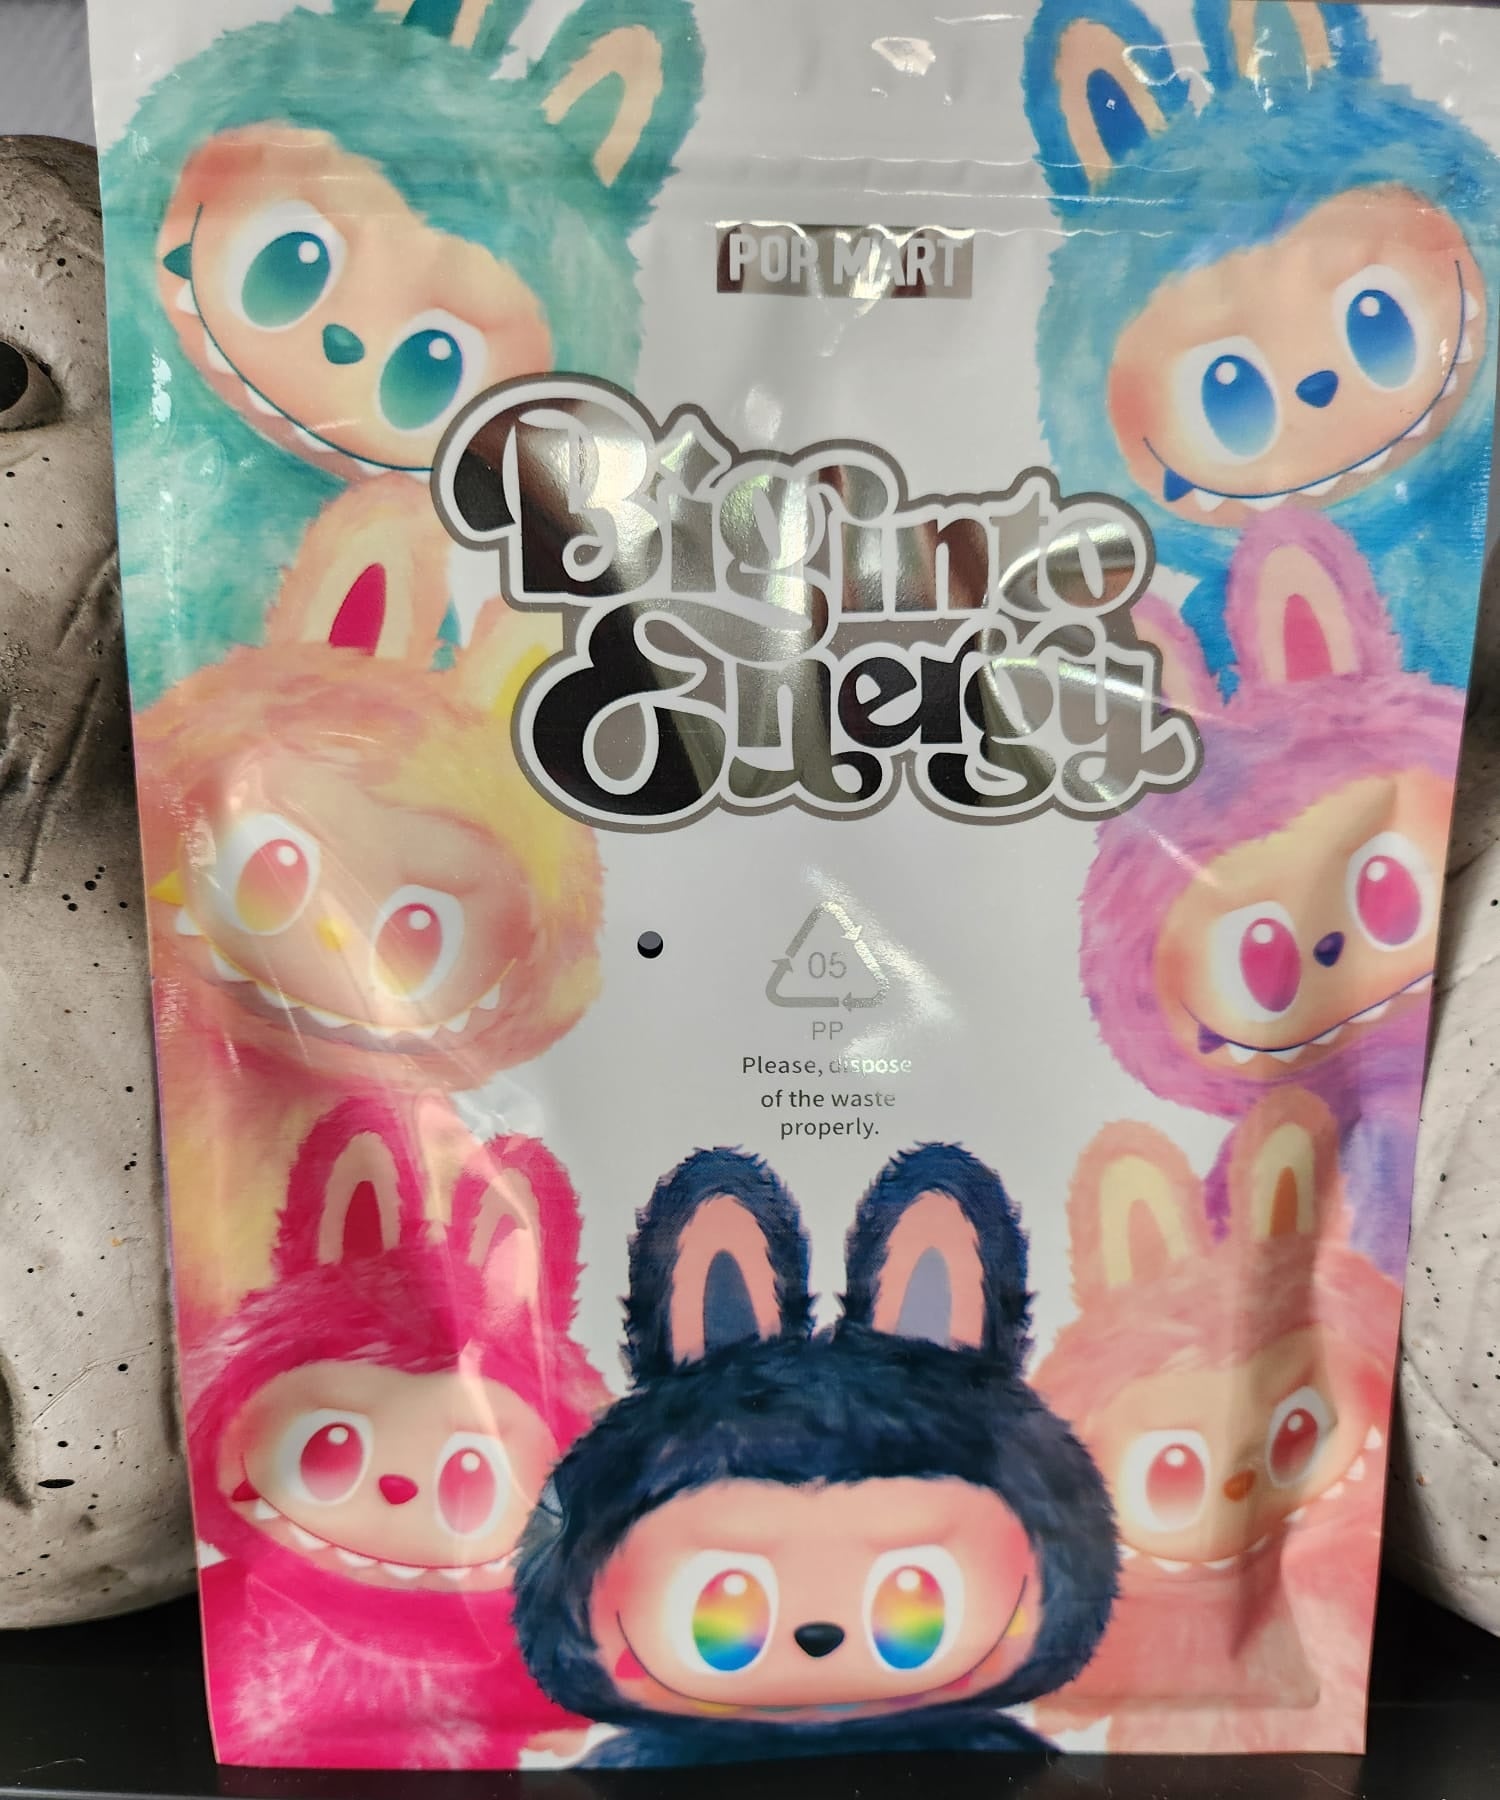 POP MART
Big into
Energy
05
PP
Please, dispose
of the waste
properly.